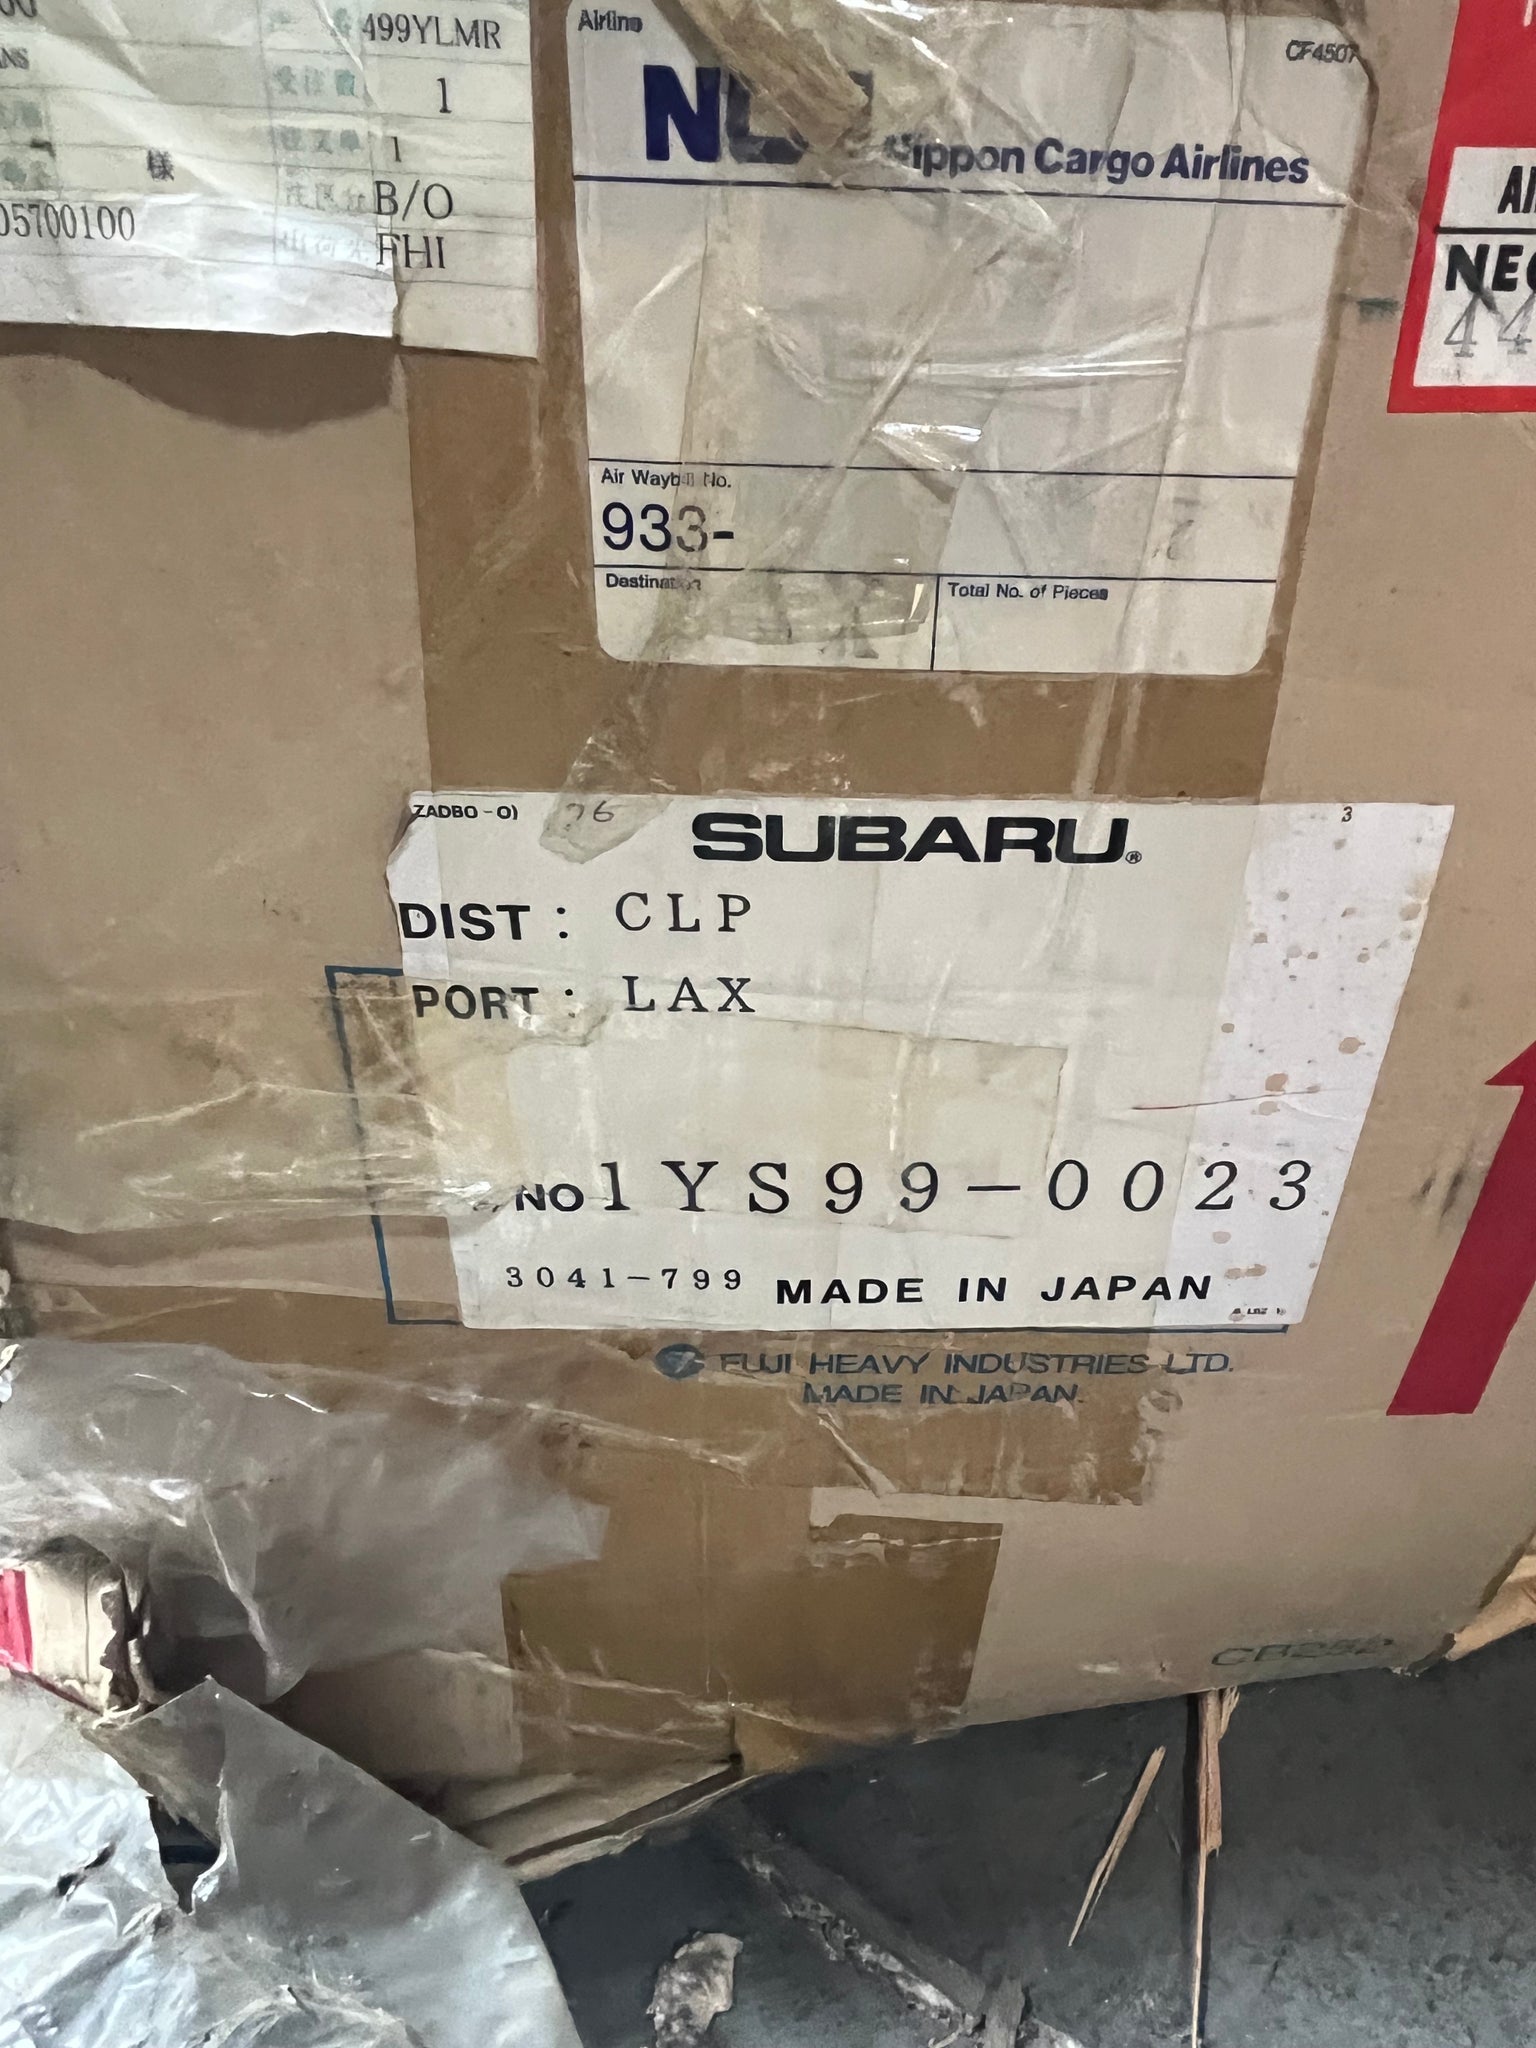 499YLMR
1
1
様
B/O
05700100
FHI
Airline
CF4507
Nippon Cargo Airlines
Air Waybill No.
933-
Destination
Total No. of Pieces
ZADBO-01
76
SUBARU®
3
DIST : CLP
PORT : LAX
NO 1YS99-0023
3041-799 MADE IN JAPAN
FUJI HEAVY INDUSTRIES LTD.
MADE IN JAPAN.
CB252